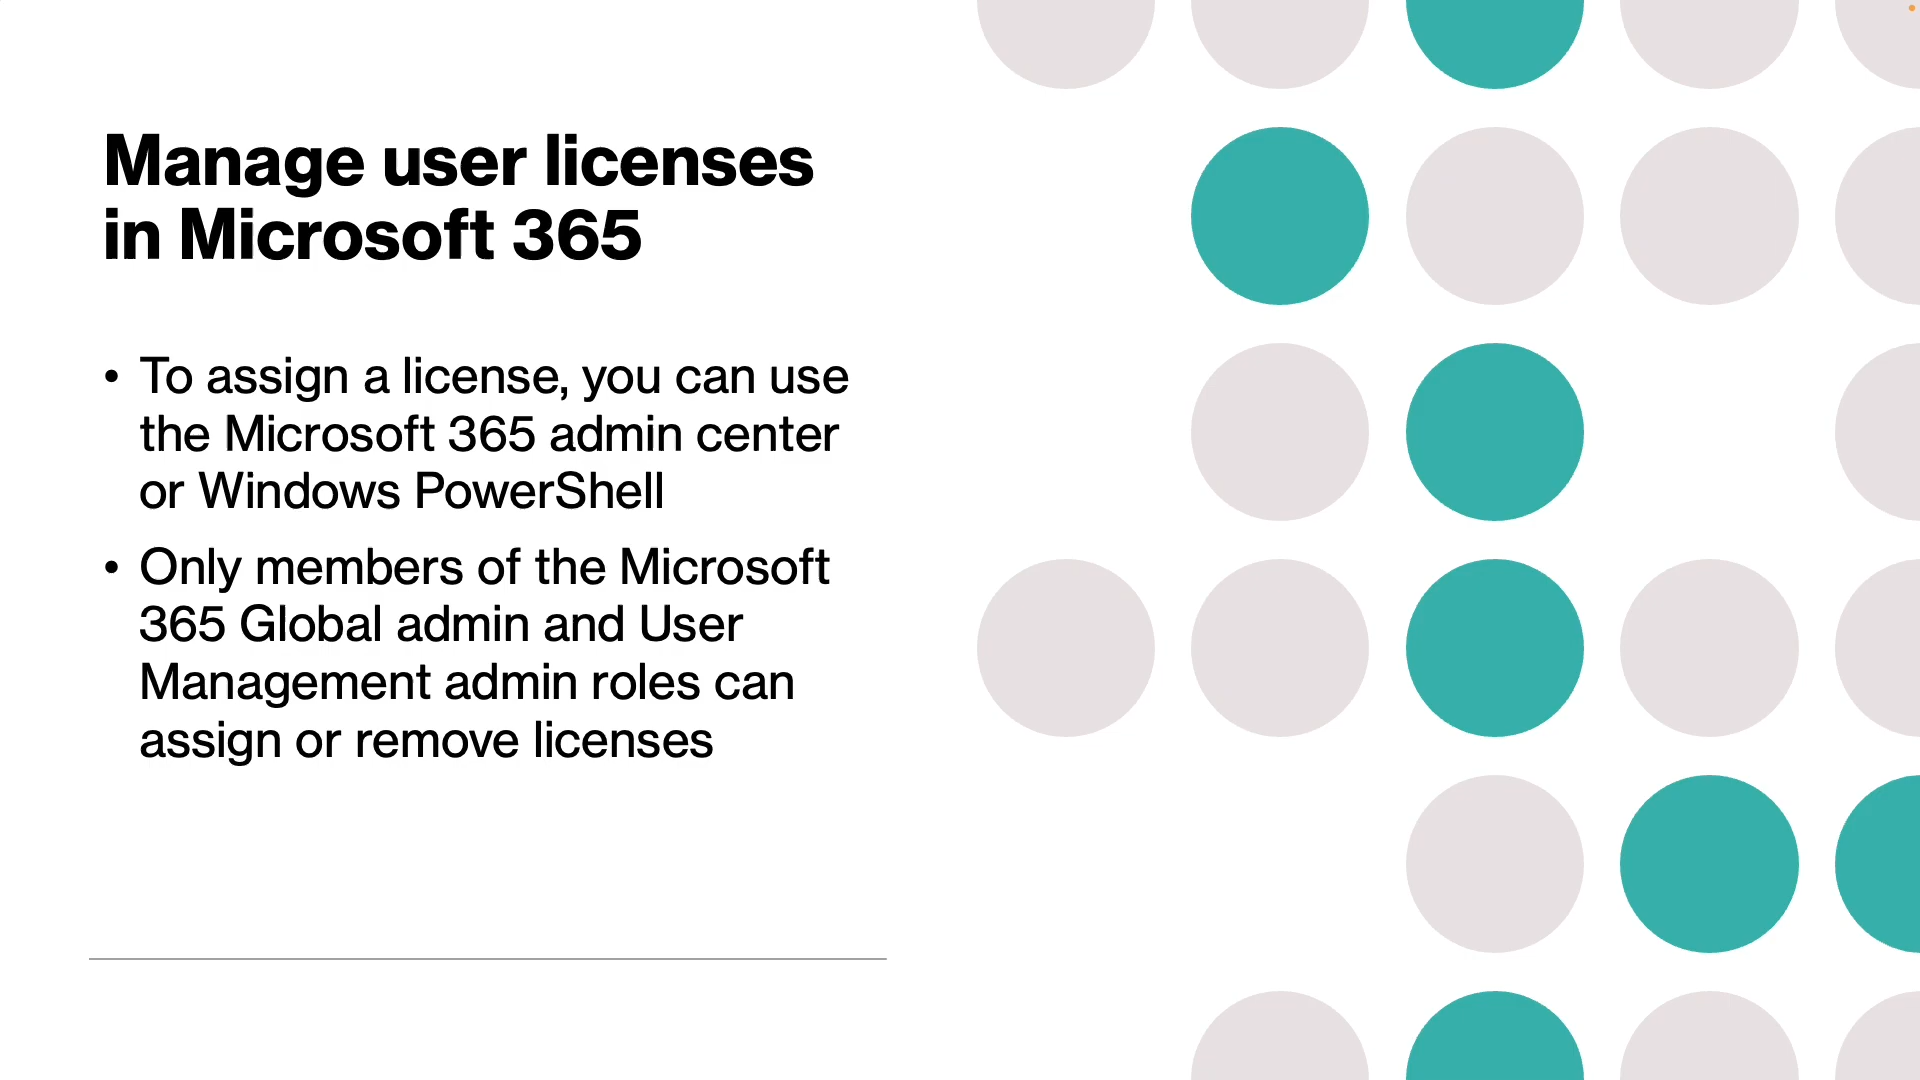 Manage user licenses
in Microsoft 365
• To assign a license, you can use
the Microsoft 365 admin center
or Windows PowerShell
• Only members of the Microsoft
365 Global admin and User
Management admin roles can
assign or remove licenses